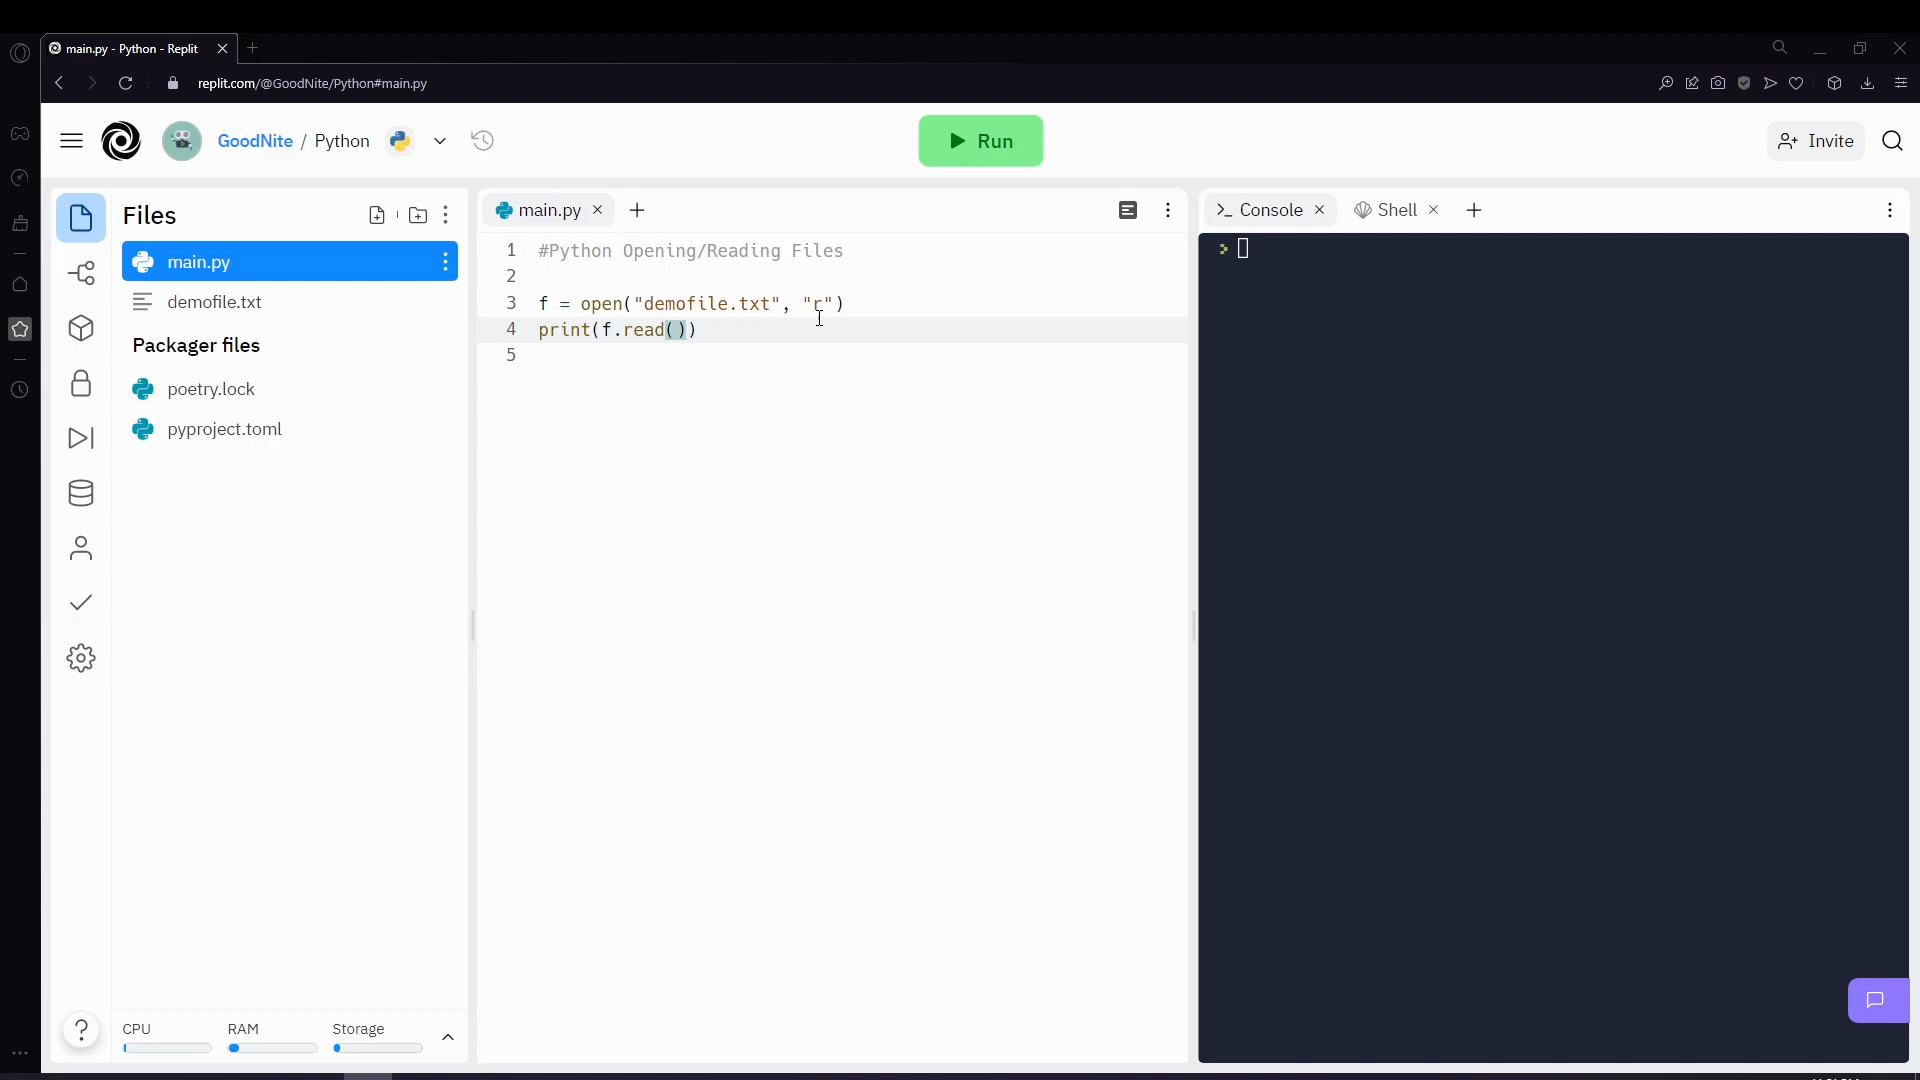 main.py - Python - Replit
replit.com/@GoodNite/Python#main.py
GoodNite / Python
Run
Invite
Files
main.py
demofile.txt
Packager files
poetry.lock
pyproject.toml
CPU
RAM
Storage
?
main.py
1 #Python Opening/Reading Files
2
3 f = open("demofile.txt", "r")
4 print(f.read())
5
>_ Console
Shell
>